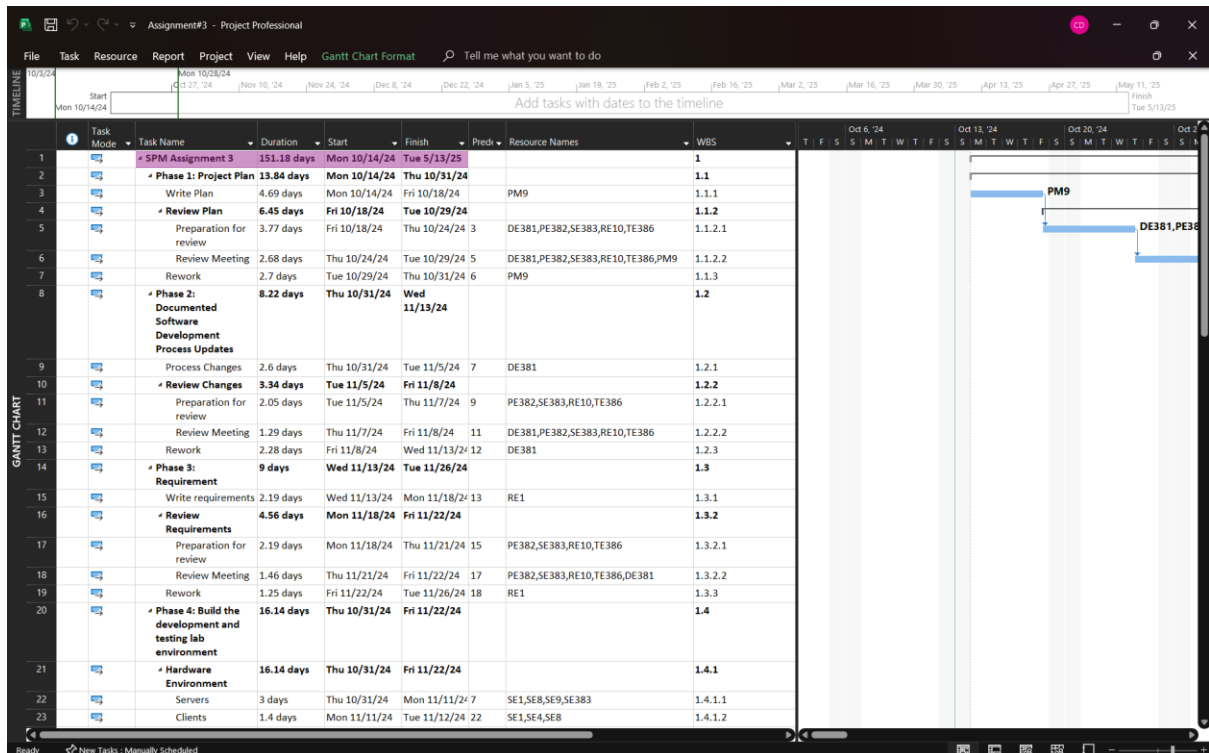 Assignment#3 - Project Professional
CD
File Task Resource Report Project View Help Gantt Chart Format Tell me what you want to do
TIMELINE
10/3/24 Mon 10/28/24
Oct 27, '24 Nov 10, '24 Nov 24, '24 Dec 8, '24 Dec 22, '24 Jan 5, '25 Jan 19, '25 Feb 2, '25 Feb 16, '25 Mar 2, '25 Mar 16, '25 Mar 30, '25 Apr 13, '25 Apr 27, '25 May 11, '25
Start Add tasks with dates to the timeline Finish
Mon 10/14/24 Tue 5/13/25
Oct 6, '24 Oct 13, '24 Oct 20, '24 Oct 2
Task Mode Task Name Duration Start Finish Prede Resource Names WBS T F S S M T W T F S S M T W T F S S M T W T F S S M
GANTT CHART
1 SPM Assignment 3 151.18 days Mon 10/14/24 Tue 5/13/25 1
2 Phase 1: Project Plan 13.84 days Mon 10/14/24 Thu 10/31/24 1.1
3 Write Plan 4.69 days Mon 10/14/24 Fri 10/18/24 PM9 1.1.1 PM9
4 Review Plan 6.45 days Fri 10/18/24 Tue 10/29/24 1.1.2
5 Preparation for 3.77 days Fri 10/18/24 Thu 10/24/24 3 DE381,PE382,SE383,RE10,TE386 1.1.2.1 DE381,PE38
review
6 Review Meeting 2.68 days Thu 10/24/24 Tue 10/29/24 5 DE381,PE382,SE383,RE10,TE386,PM9 1.1.2.2
7 Rework 2.7 days Tue 10/29/24 Thu 10/31/24 6 PM9 1.1.3
8 Phase 2: 8.22 days Thu 10/31/24 Wed 1.2
Documented 11/13/24
Software
Development
Process Updates
9 Process Changes 2.6 days Thu 10/31/24 Tue 11/5/24 7 DE381 1.2.1
10 Review Changes 3.34 days Tue 11/5/24 Fri 11/8/24 1.2.2
11 Preparation for 2.05 days Tue 11/5/24 Thu 11/7/24 9 PE382,SE383,RE10,TE386 1.2.2.1
review
12 Review Meeting 1.29 days Thu 11/7/24 Fri 11/8/24 11 DE381,PE382,SE383,RE10,TE386 1.2.2.2
13 Rework 2.28 days Fri 11/8/24 Wed 11/13/24 12 DE381 1.2.3
14 Phase 3: 9 days Wed 11/13/24 Tue 11/26/24 1.3
Requirement
15 Write requirements 2.19 days Wed 11/13/24 Mon 11/18/24 13 RE1 1.3.1
16 Review 4.56 days Mon 11/18/24 Fri 11/22/24 1.3.2
Requirements
17 Preparation for 2.19 days Mon 11/18/24 Thu 11/21/24 15 PE382,SE383,RE10,TE386 1.3.2.1
review
18 Review Meeting 1.46 days Thu 11/21/24 Fri 11/22/24 17 PE382,SE383,RE10,TE386,DE381 1.3.2.2
19 Rework 1.25 days Fri 11/22/24 Tue 11/26/24 18 RE1 1.3.3
20 Phase 4: Build the 16.14 days Thu 10/31/24 Fri 11/22/24 1.4
development and
testing lab
environment
21 Hardware 16.14 days Thu 10/31/24 Fri 11/22/24 1.4.1
Environment
22 Servers 3 days Thu 10/31/24 Mon 11/11/24 7 SE1,SE8,SE9,SE383 1.4.1.1
23 Clients 1.4 days Mon 11/11/24 Tue 11/12/24 22 SE1,SE4,SE8 1.4.1.2
Ready New Tasks : Manually Scheduled